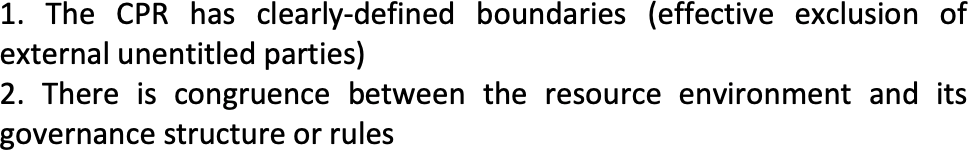 1. The CPR has clearly-defined boundaries (effective exclusion of
external unentitled parties)
2. There is congruence between the resource environment and its
governance structure or rules